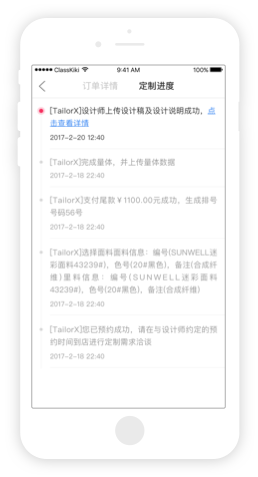 ClassKiki 9:41 AM 100%
订单详情 定制进度
[TailorX]设计师上传设计稿及设计说明成功，点
击查看详情
2017-2-20 12:40
[TailorX]完成量体，并上传量体数据
2017-2-18 22:40
[TailorX]支付尾款￥1100.00元成功，生成排号
号码56号
2017-2-18 22:40
[TailorX]选择面料面料信息：编号(SUNWELL迷
彩面料43239#)，色号(20#黑色)，备注(合成纤
维)里料信息：编号(SUNWELL迷彩面料
43239#)，色号(20#黑色)，备注(合成纤维)
2017-2-18 22:40
[TailorX]您已预约成功，请在与设计师约定的预
约时间到店进行定制需求洽谈
2017-2-18 22:40